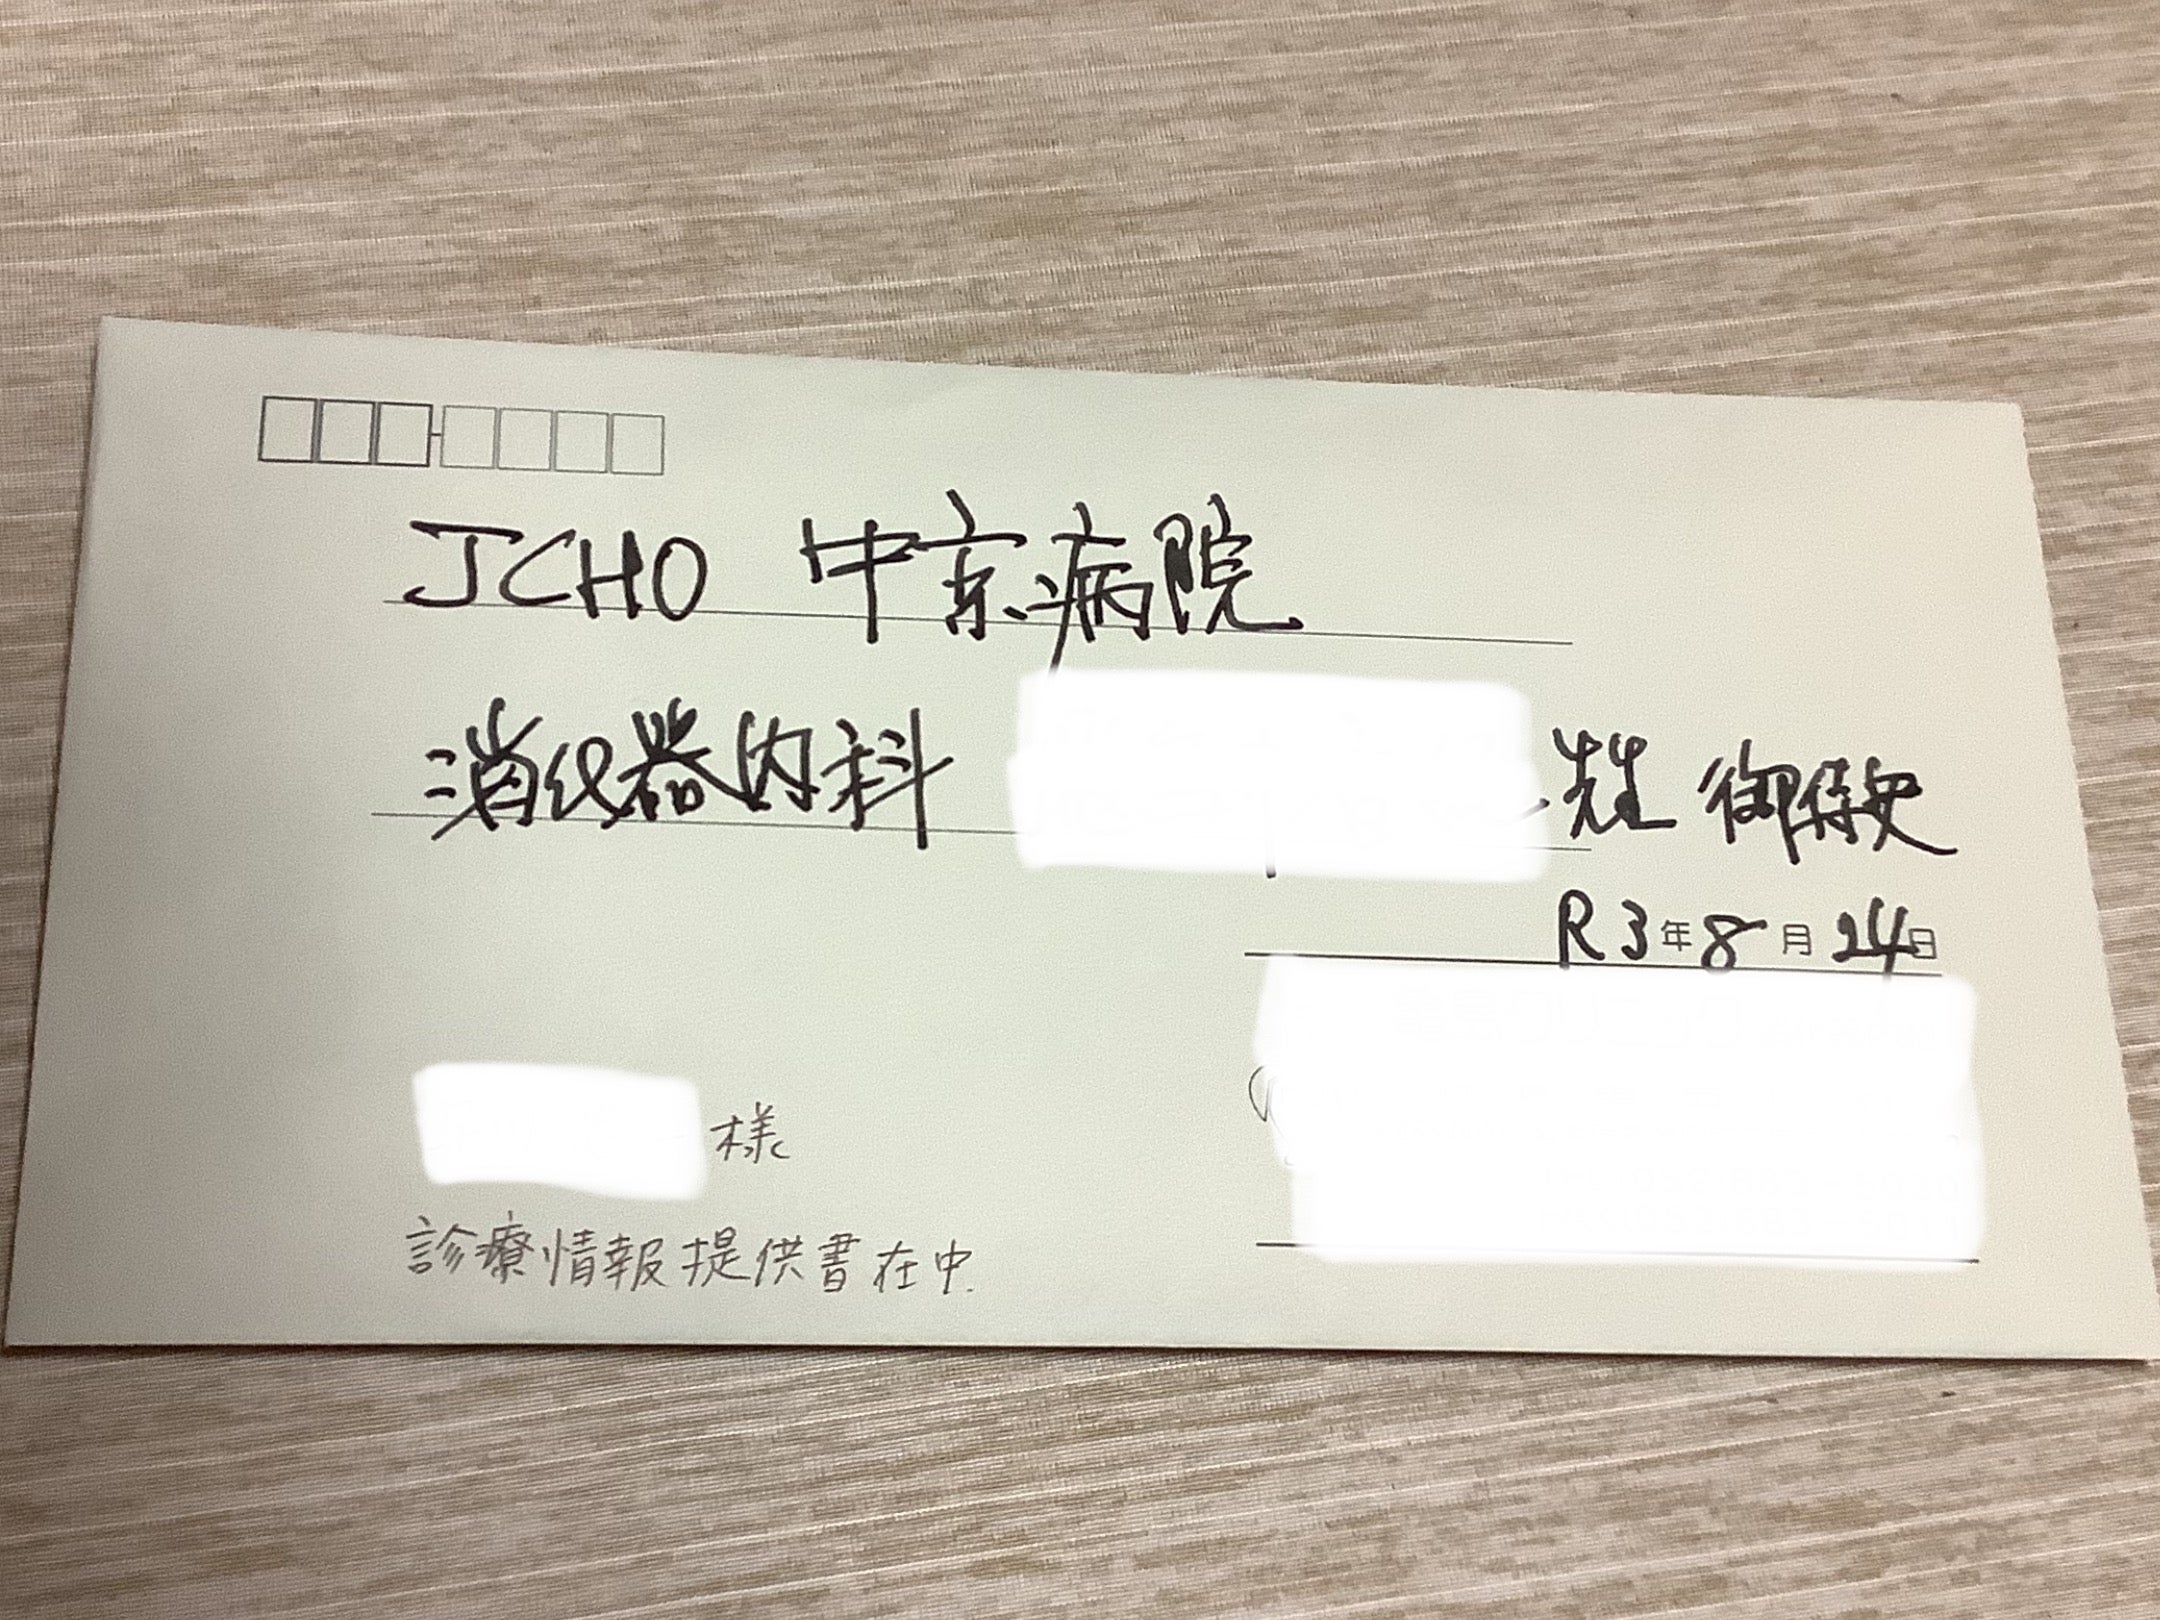 JCHO 中京病院
消化器内科 先生 御侍史
R3年8月24日
様
診療情報提供書在中